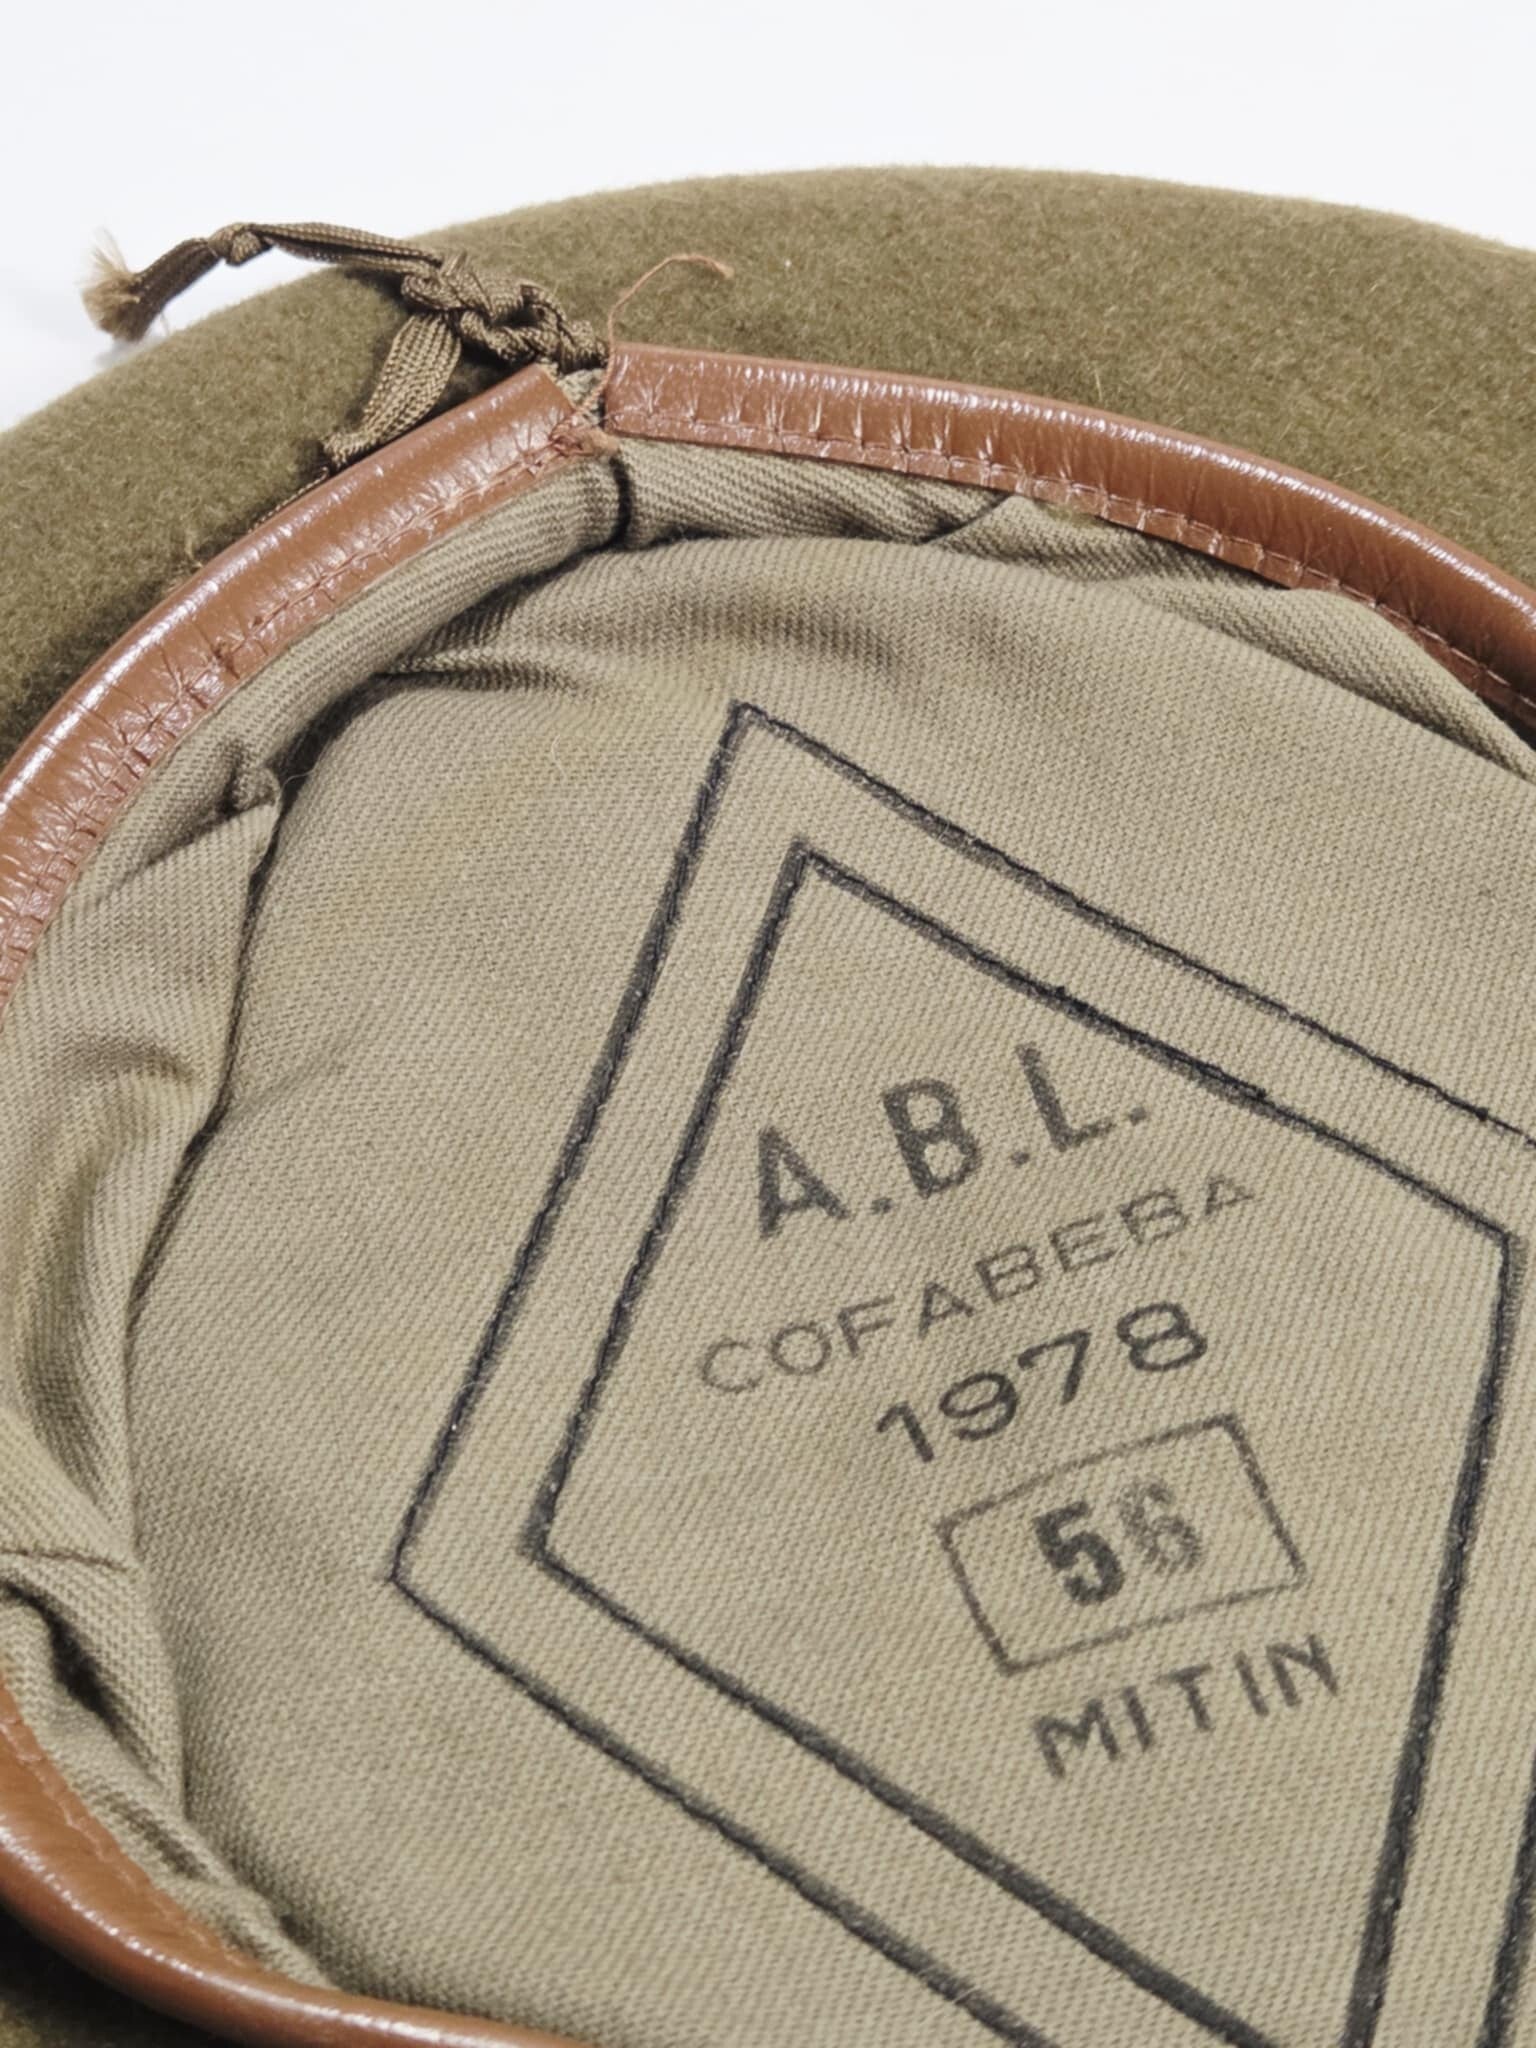 A.B.L.
COFABEBA
1978
56
MITIN